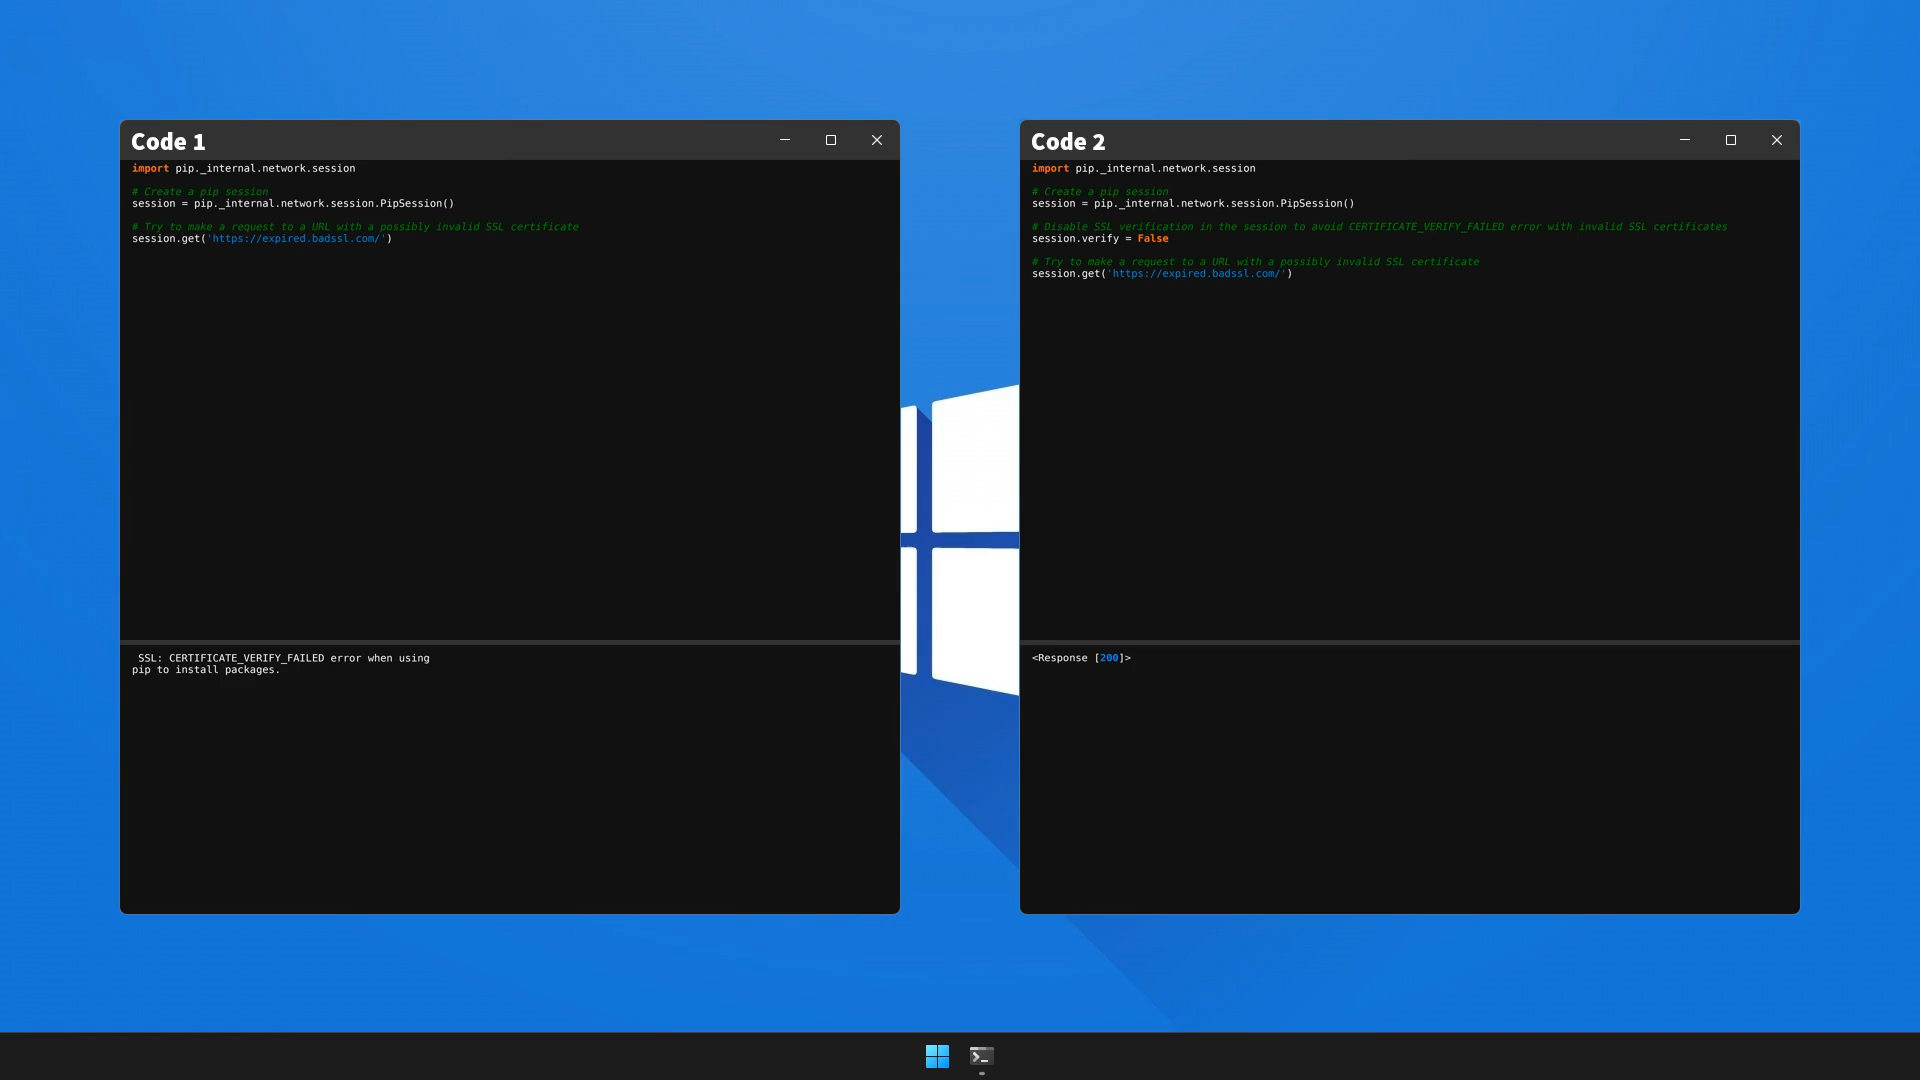 Code 1
import pip._internal.network.session
# Create a pip session
session = pip._internal.network.session.PipSession()
# Try to make a request to a URL with a possibly invalid SSL certificate
session.get('https://expired.badssl.com/')
SSL: CERTIFICATE_VERIFY_FAILED error when using
pip to install packages.
Code 2
import pip._internal.network.session
# Create a pip session
session = pip._internal.network.session.PipSession()
# Disable SSL verification in the session to avoid CERTIFICATE_VERIFY_FAILED error with invalid SSL certificates
session.verify = False
# Try to make a request to a URL with a possibly invalid SSL certificate
session.get('https://expired.badssl.com/')
<Response [200]>